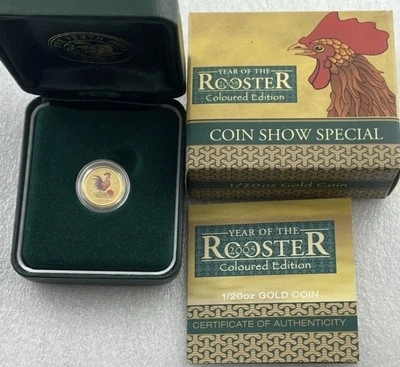 YEAR OF THE
ROOSTER
Coloured Edition
COIN SHOW SPECIAL
1/20oz Gold Coin
YEAR OF THE
ROOSTER
2005
Coloured Edition
1/20oz GOLD COIN
CERTIFICATE OF AUTHENTICITY